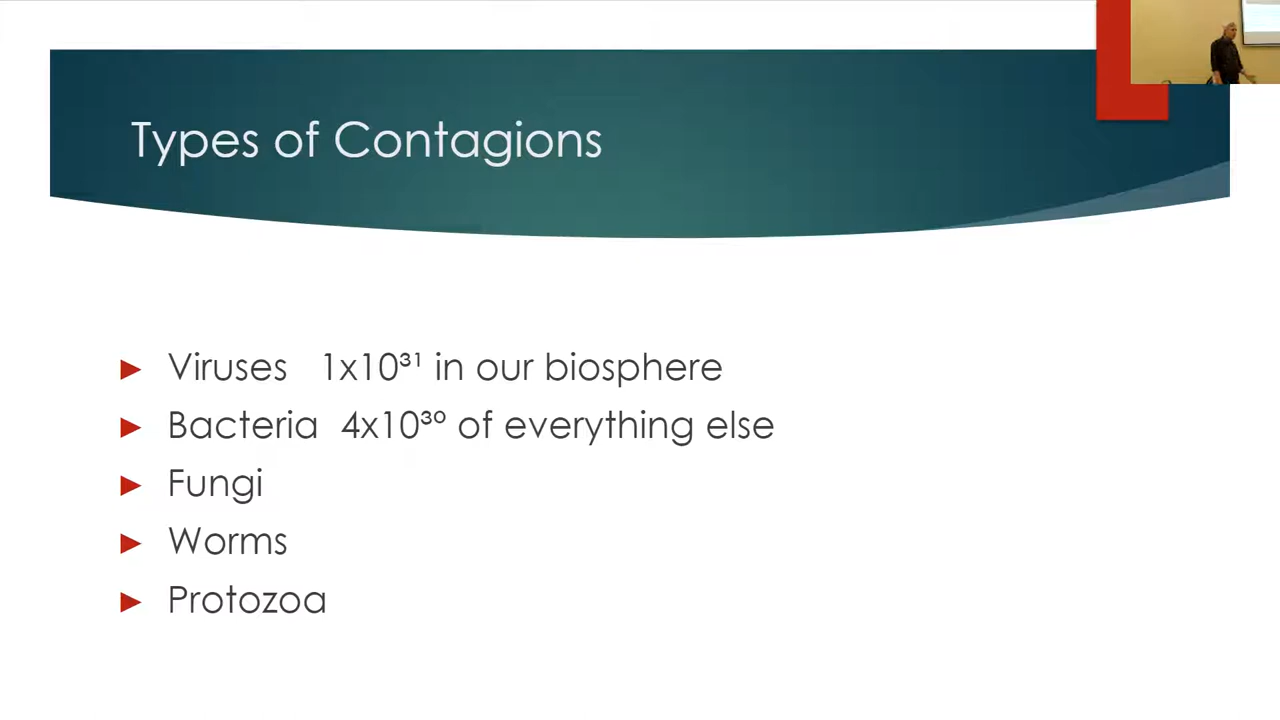 Types of Contagions
Viruses 1x10³¹ in our biosphere
Bacteria 4x10³⁰ of everything else
Fungi
Worms
Protozoa